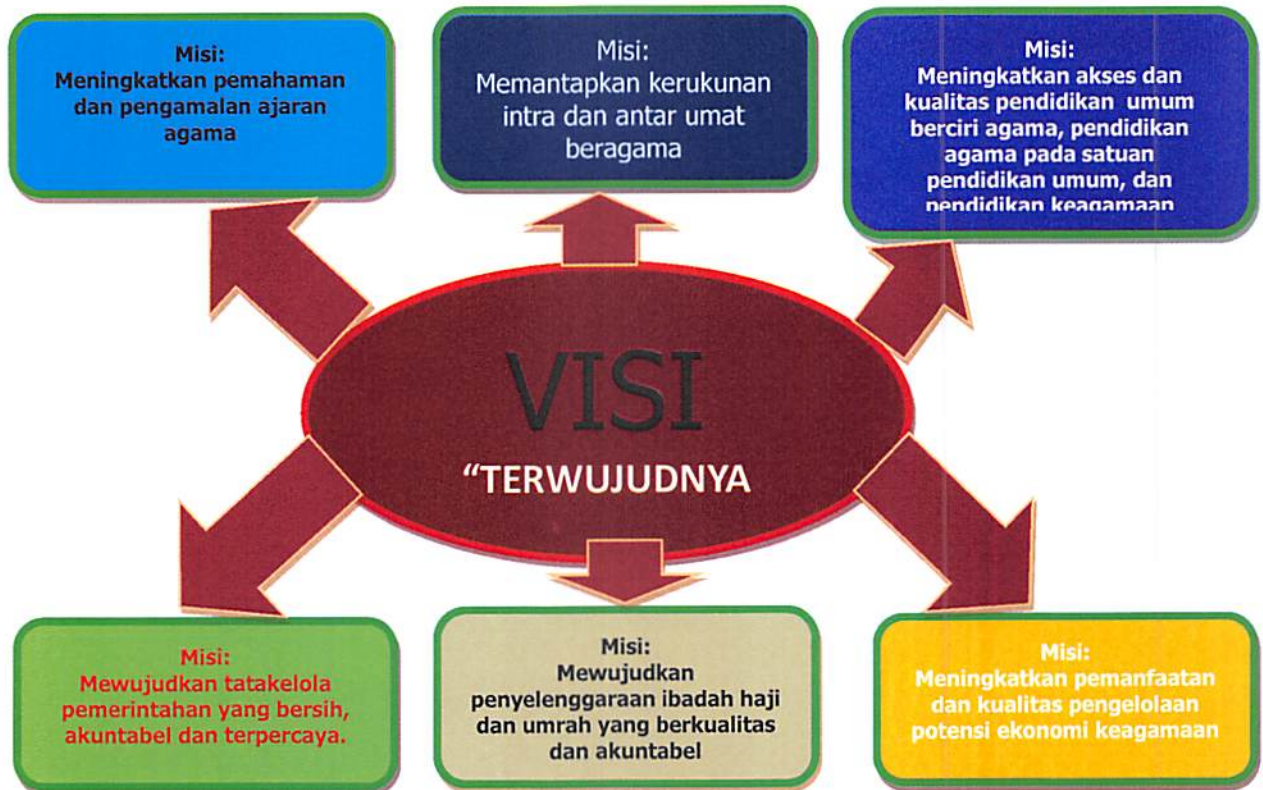 Misi:
Meningkatkan pemahaman
dan pengamalan ajaran
agama
Misi:
Memantapkan kerukunan
intra dan antar umat
beragama
Misi:
Meningkatkan akses dan
kualitas pendidikan umum
berciri agama, pendidikan
agama pada satuan
pendidikan umum, dan
pendidikan keagamaan
VISI
“TERWUJUDNYA
Misi:
Mewujudkan tatakelola
pemerintahan yang bersih,
akuntabel dan terpercaya.
Misi:
Mewujudkan
penyelenggaraan ibadah haji
dan umrah yang berkualitas
dan akuntabel
Misi:
Meningkatkan pemanfaatan
dan kualitas pengelolaan
potensi ekonomi keagamaan